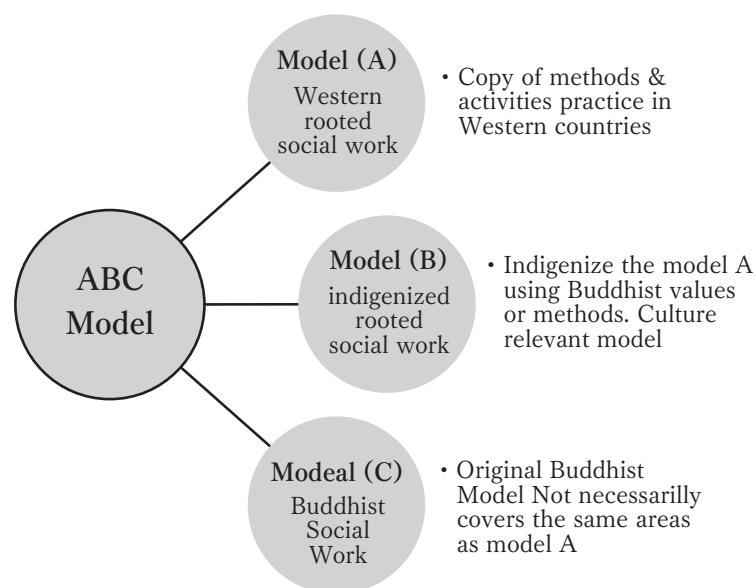 ABC
Model
Model (A)
Western
rooted
social work
• Copy of methods &
activities practice in
Western countries
Model (B)
indigenized
rooted
social work
• Indigenize the model A
using Buddhist values
or methods. Culture
relevant model
Modeal (C)
Buddhist
Social
Work
• Original Buddhist
Model Not necessarilly
covers the same areas
as model A